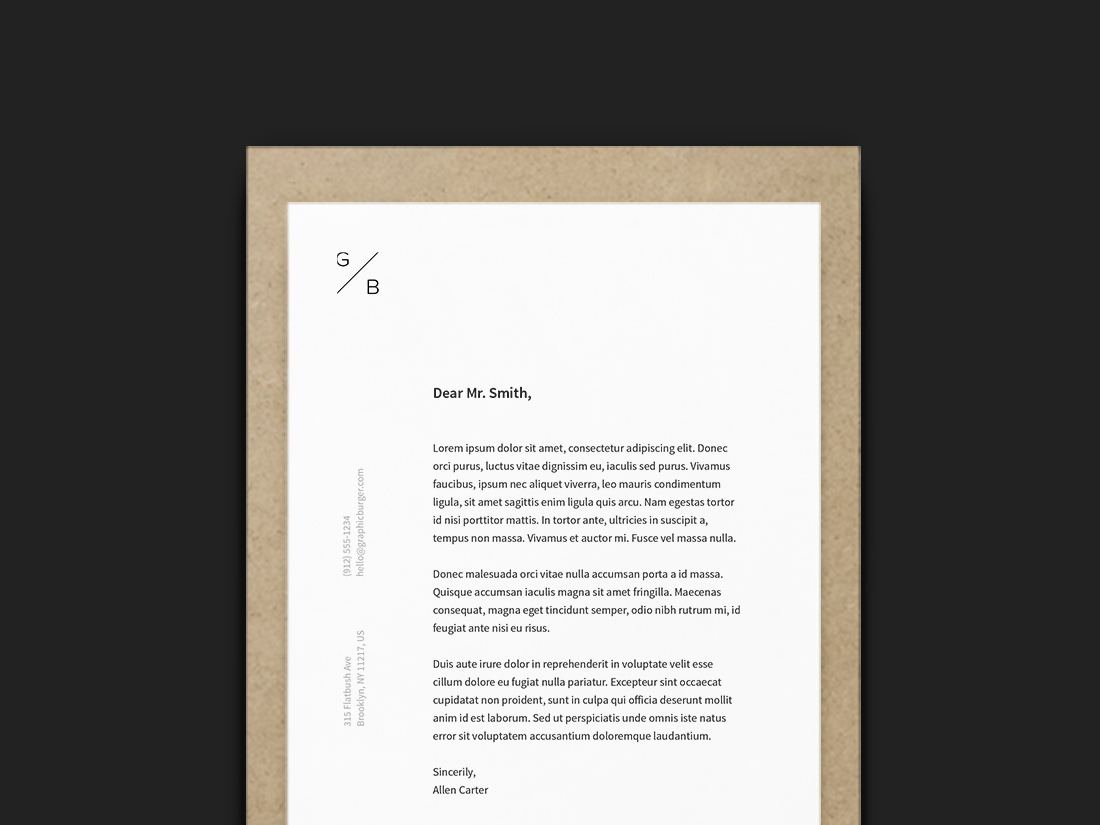 G
B
Dear Mr. Smith,
Lorem ipsum dolor sit amet, consectetur adipiscing elit. Donec
orci purus, luctus vitae dignissim eu, iaculis sed purus. Vivamus
faucibus, ipsum nec aliquet viverra, leo mauris condimentum
ligula, sit amet sagittis enim ligula quis arcu. Nam egestas tortor
id nisi porttitor mattis. In tortor ante, ultricies in suscipit a,
tempus non massa. Vivamus et auctor mi. Fusce vel massa nulla.
Donec malesuada orci vitae nulla accumsan porta a id massa.
Quisque accumsan iaculis magna sit amet fringilla. Maecenas
consequat, magna eget tincidunt semper, odio nibh rutrum mi, id
feugiat ante nisi eu risus.
Duis aute irure dolor in reprehenderit in voluptate velit esse
cillum dolore eu fugiat nulla pariatur. Excepteur sint occaecat
cupidatat non proident, sunt in culpa qui officia deserunt mollit
anim id est laborum. Sed ut perspiciatis unde omnis iste natus
error sit voluptatem accusantium doloremque laudantium.
Sincerily,
Allen Carter
(912) 555-1234
hello@graphicburger.com
315 Flatbush Ave
Brooklyn, NY 11217, US